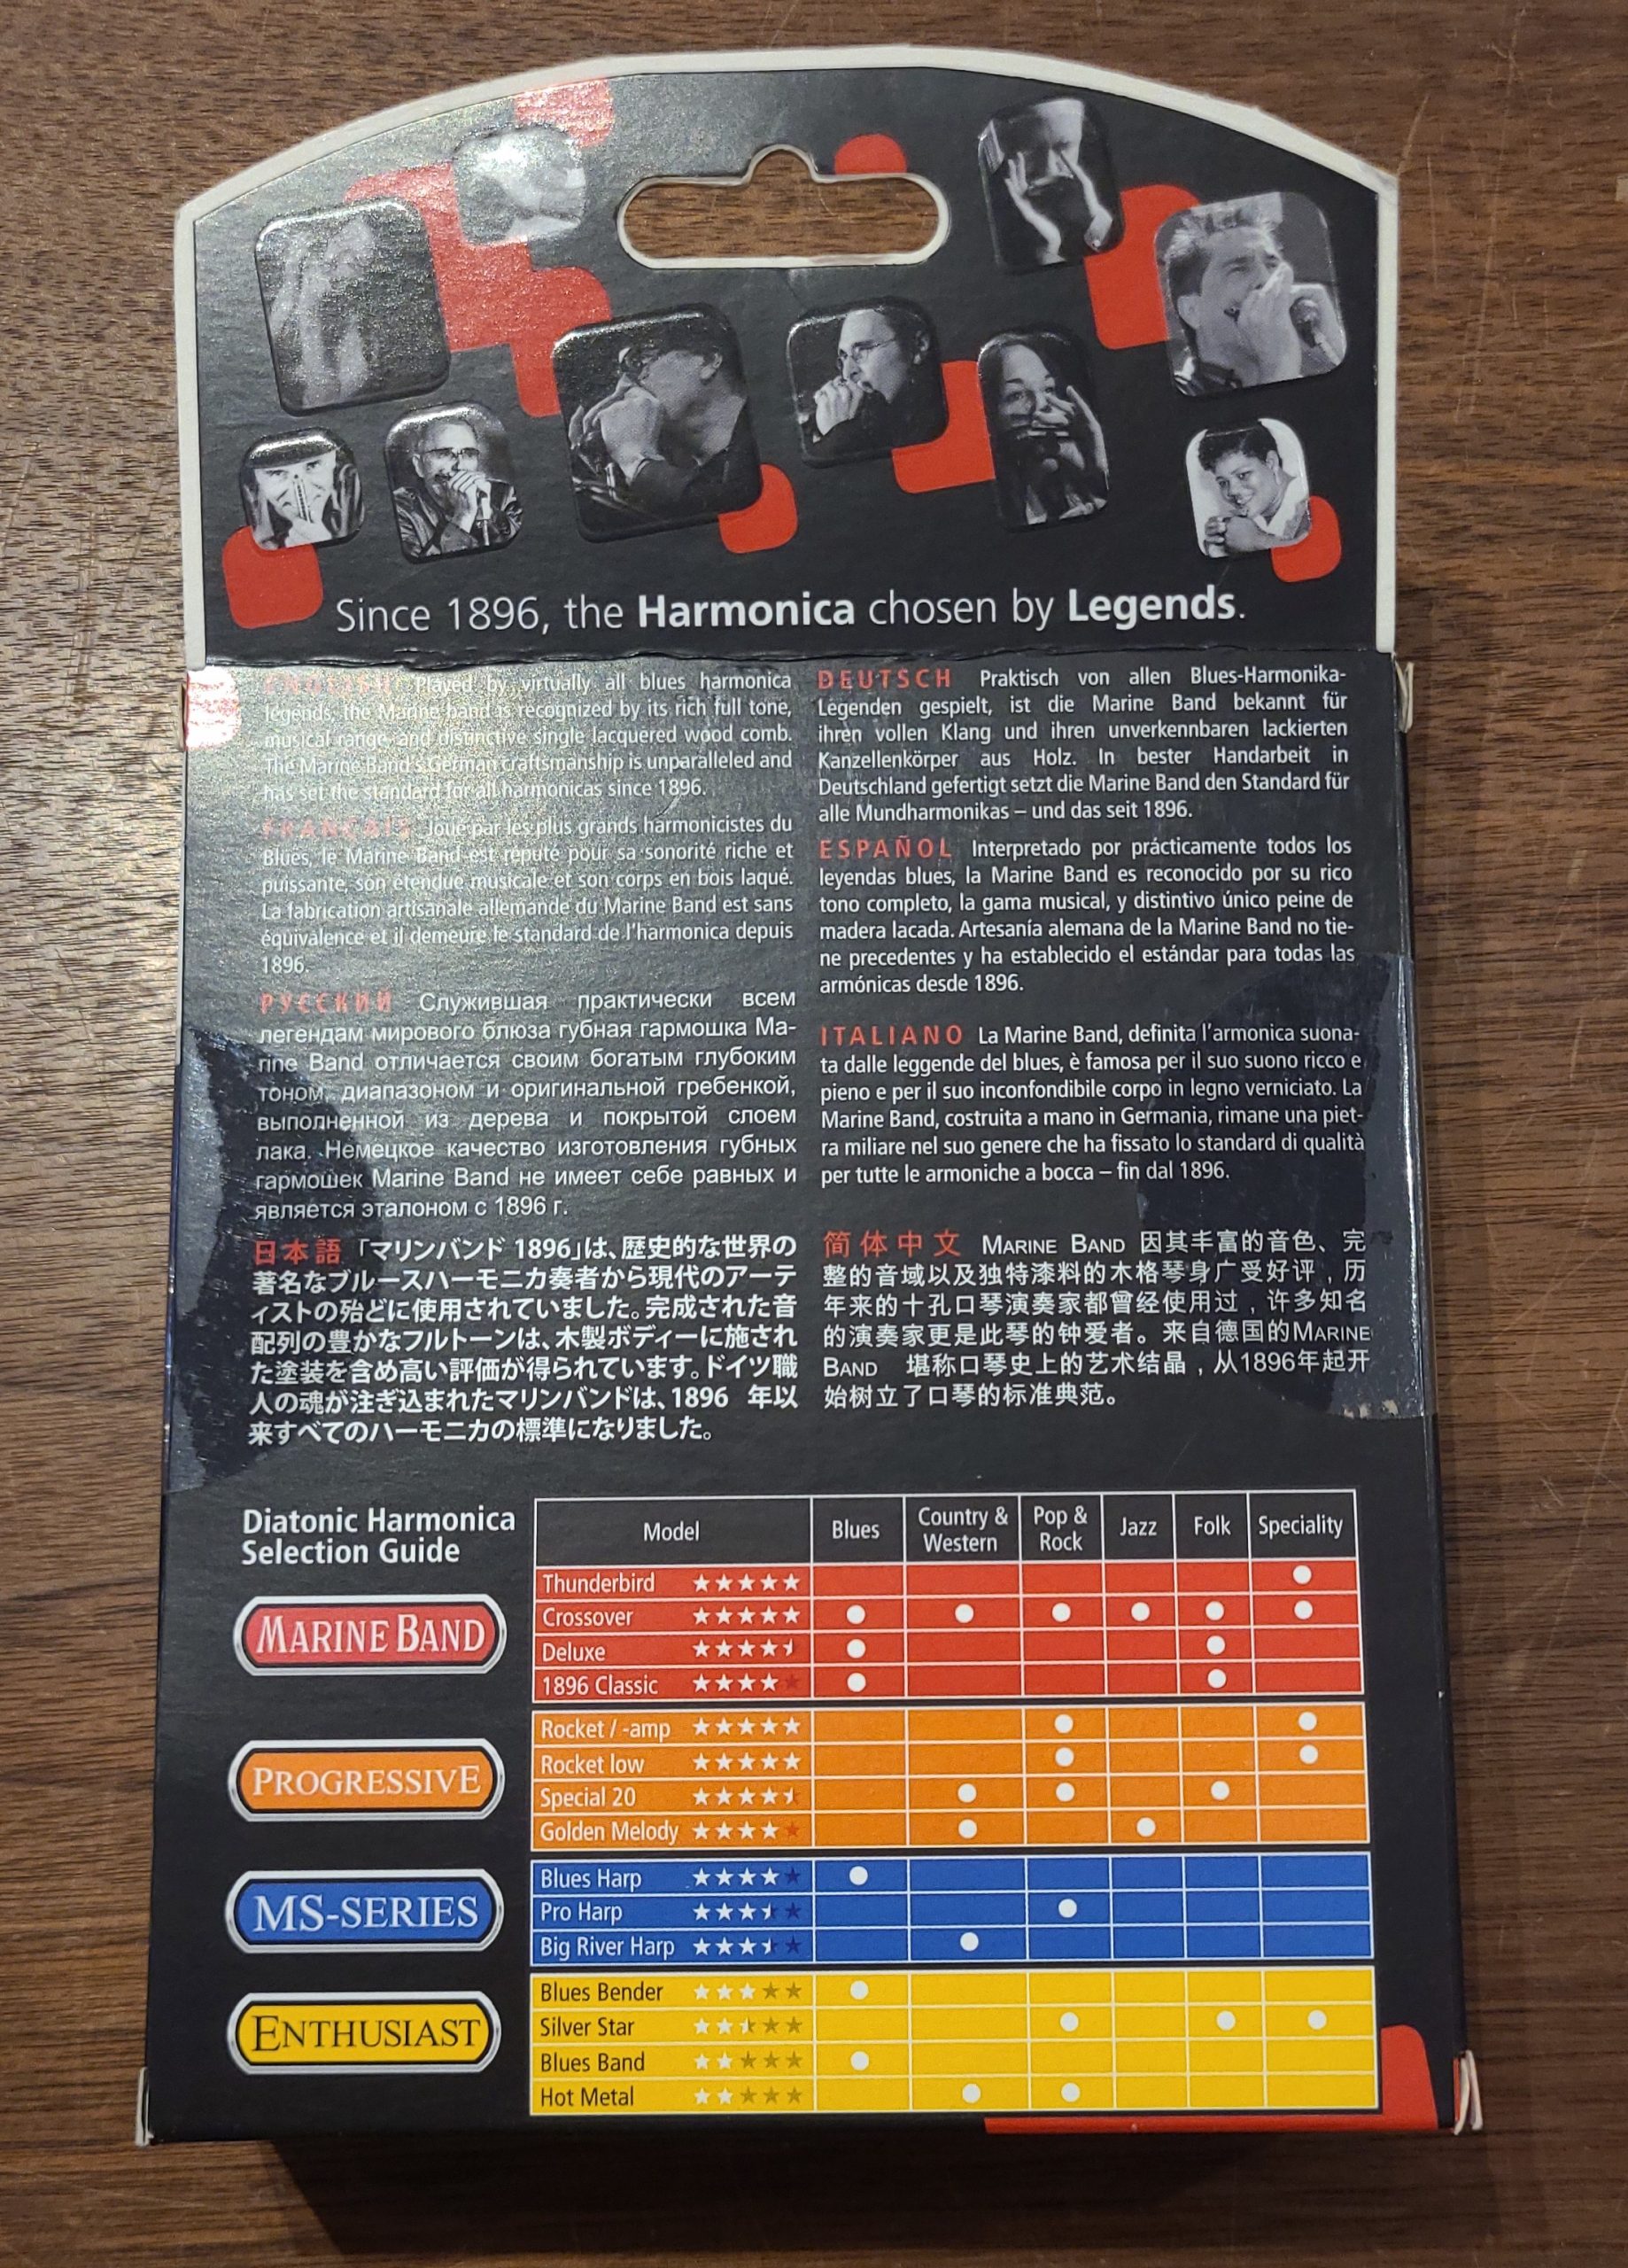 Since 1896, the Harmonica chosen by Legends.
ENGLISH Played by virtually all blues harmonica
legends, the Marine band is recognized by its rich full tone,
musical range and distinctive single lacquered wood comb.
The Marine Band's German craftsmanship is unparalleled and
has set the standard for all harmonicas since 1896.
FRANÇAIS Joué par les plus grands harmonicistes du
Blues, le Marine Band est réputé pour sa sonorité riche et
puissante, son étendue musicale et son corps en bois laqué.
La fabrication artisanale allemande du Marine Band est sans
équivalence et il demeure le standard de l'harmonica depuis
1896.
РУССКИЙ Служившая практически всем
легендам мирового блюза губная гармошка Ma-
rine Band отличается своим богатым глубоким
тоном, диапазоном и оригинальной гребенкой,
выполненной из дерева и покрытой слоем
лака. Немецкое качество изготовления губных
гармошек Marine Band не имеет себе равных и
является эталоном с 1896 г.
日本語 「マリンバンド 1896」は、歴史的な世界の
著名なブルースハーモニカ奏者から現代のアーテ
ィストの殆どに使用されていました。完成された音
配列の豊かなフルトーンは、木製ボディーに施され
た塗装を含め高い評価が得られています。ドイツ職
人の魂が注ぎ込まれたマリンバンドは、1896 年以
来すべてのハーモニカの標準になりました。
DEUTSCH Praktisch von allen Blues-Harmonika-
Legenden gespielt, ist die Marine Band bekannt für
ihren vollen Klang und ihren unverkennbaren lackierten
Kanzellenkörper aus Holz. In bester Handarbeit in
Deutschland gefertigt setzt die Marine Band den Standard für
alle Mundharmonikas – und das seit 1896.
ESPAÑOL Interpretado por prácticamente todos los
leyendas blues, la Marine Band es reconocido por su rico
tono completo, la gama musical, y distintivo único peine de
madera lacada. Artesanía alemana de la Marine Band no tie-
ne precedentes y ha establecido el estándar para todas las
armónicas desde 1896.
ITALIANO La Marine Band, definita l'armonica suona-
ta dalle leggende del blues, è famosa per il suo suono ricco e
pieno e per il suo inconfondibile corpo in legno verniciato. La
Marine Band, costruita a mano in Germania, rimane una piet-
ra miliare nel suo genere che ha fissato lo standard di qualità
per tutte le armoniche a bocca – fin dal 1896.
简体中文 MARINE BAND 因其丰富的音色、完
整的音域以及独特漆料的木格琴身广受好评，历
年来的十孔口琴演奏家都曾经使用过，许多知名
的演奏家更是此琴的钟爱者。来自德国的MARINE
BAND 堪称口琴史上的艺术结晶，从1896年起开
始树立了口琴的标准典范。
Diatonic Harmonica
Selection Guide
Model Blues Country & Western Pop & Rock Jazz Folk Speciality
MARINE BAND
Thunderbird ★★★★★
Crossover ★★★★★
Deluxe ★★★★⯨
1896 Classic ★★★★★
PROGRESSIVE
Rocket / -amp ★★★★★
Rocket low ★★★★★
Special 20 ★★★★⯨
Golden Melody ★★★★★
MS-SERIES
Blues Harp ★★★★★
Pro Harp ★★★★★
Big River Harp ★★★★★
ENTHUSIAST
Blues Bender ★★★★★
Silver Star ★★★★★
Blues Band ★★★★★
Hot Metal ★★★★★